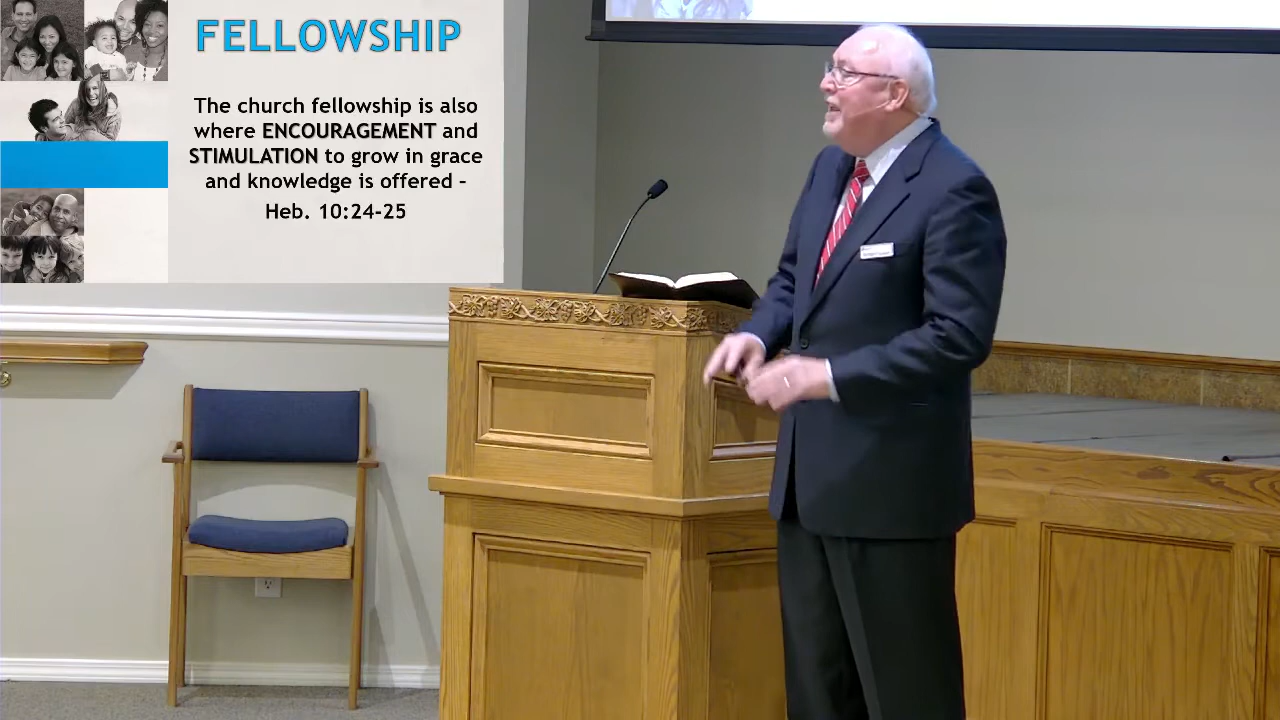 FELLOWSHIP
The church fellowship is also
where ENCOURAGEMENT and
STIMULATION to grow in grace
and knowledge is offered –
Heb. 10:24-25